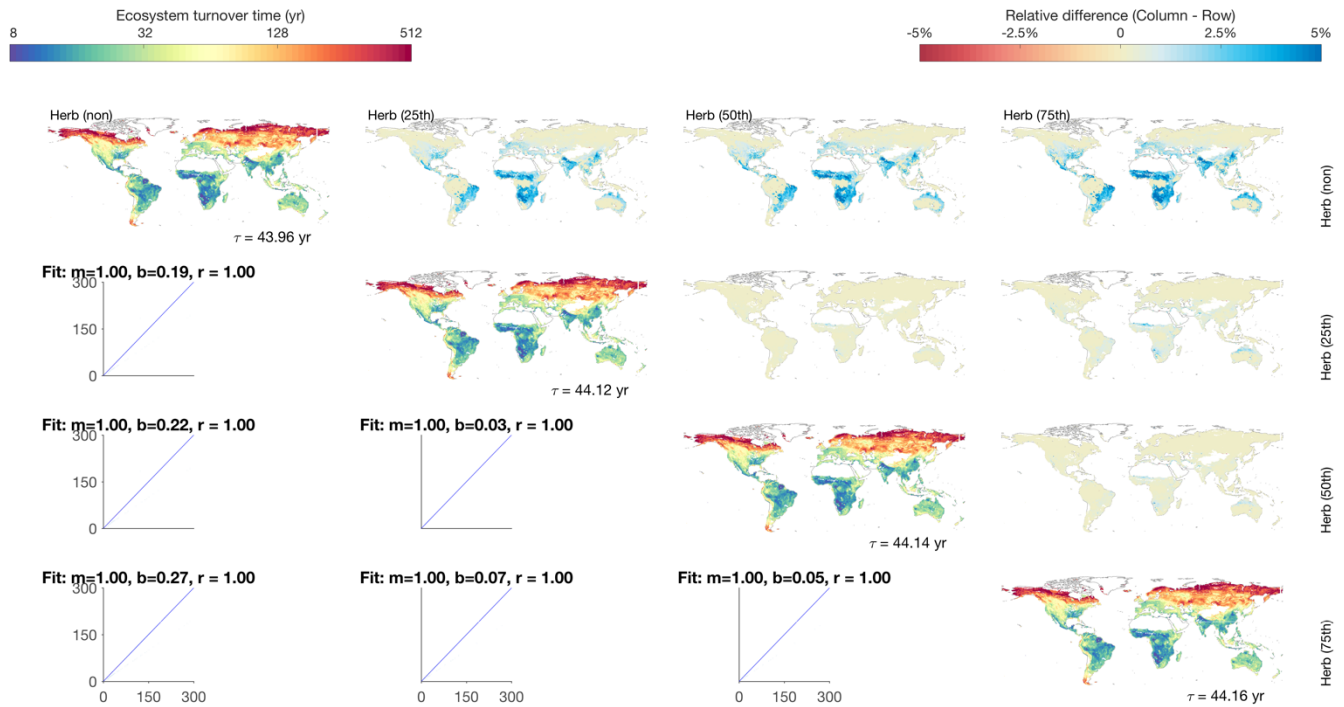 Ecosystem turnover time (yr)
8 32 128 512
Relative difference (Column - Row)
-5% -2.5% 0 2.5% 5%
Herb (non)
Herb (25th)
Herb (50th)
Herb (75th)
Herb (non)
τ = 43.96 yr
Fit: m=1.00, b=0.19, r = 1.00
300
150
0
τ = 44.12 yr
Herb (25th)
Fit: m=1.00, b=0.22, r = 1.00
300
150
0
Fit: m=1.00, b=0.03, r = 1.00
τ = 44.14 yr
Herb (50th)
Fit: m=1.00, b=0.27, r = 1.00
300
150
0
0 150 300
Fit: m=1.00, b=0.07, r = 1.00
0 150 300
Fit: m=1.00, b=0.05, r = 1.00
0 150 300
τ = 44.16 yr
Herb (75th)